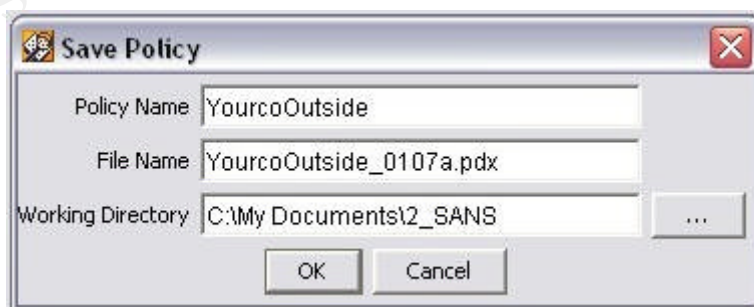 Save Policy
Policy Name YourcoOutside
File Name YourcoOutside_0107a.pdx
Working Directory C:\My Documents\2_SANS ...
OK Cancel